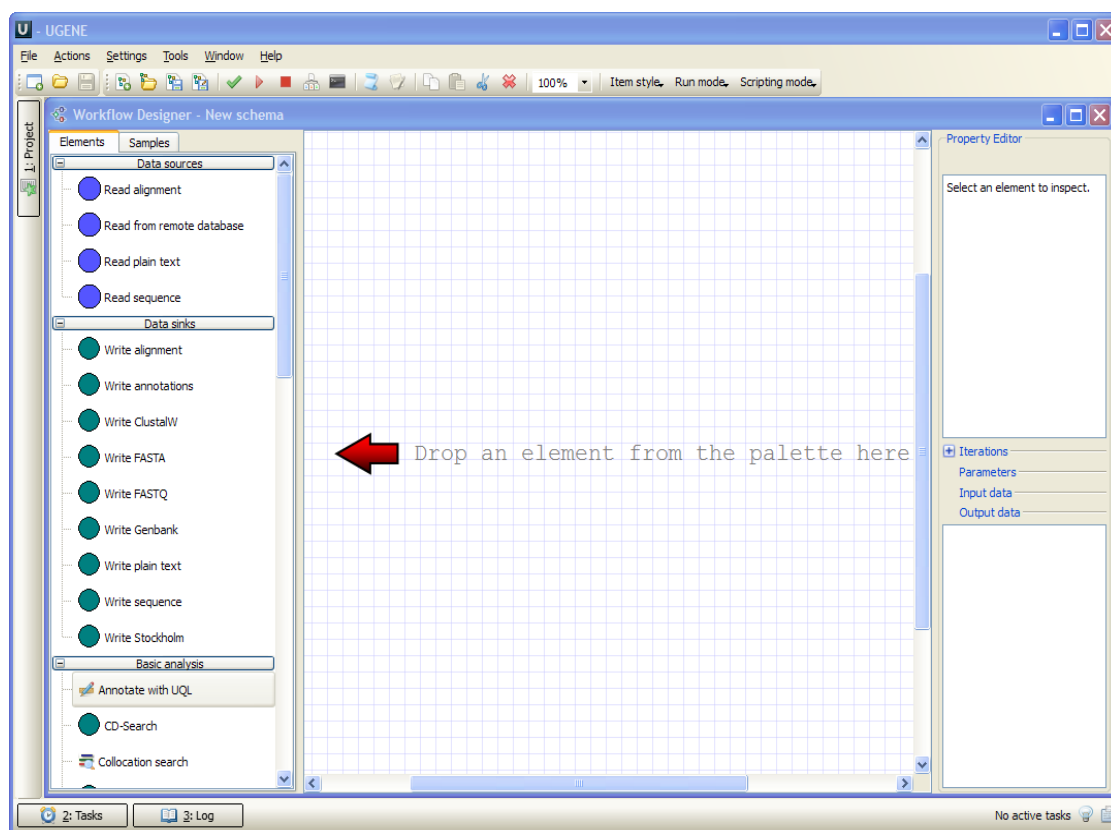 U - UGENE
File Actions Settings Tools Window Help
100% Item style Run mode Scripting mode
1: Project
Workflow Designer - New schema
Elements Samples
Data sources
Read alignment
Read from remote database
Read plain text
Read sequence
Data sinks
Write alignment
Write annotations
Write ClustalW
Write FASTA
Write FASTQ
Write Genbank
Write plain text
Write sequence
Write Stockholm
Basic analysis
Annotate with UQL
CD-Search
Collocation search
Drop an element from the palette here
Property Editor
Select an element to inspect.
Iterations
Parameters
Input data
Output data
2: Tasks 3: Log No active tasks